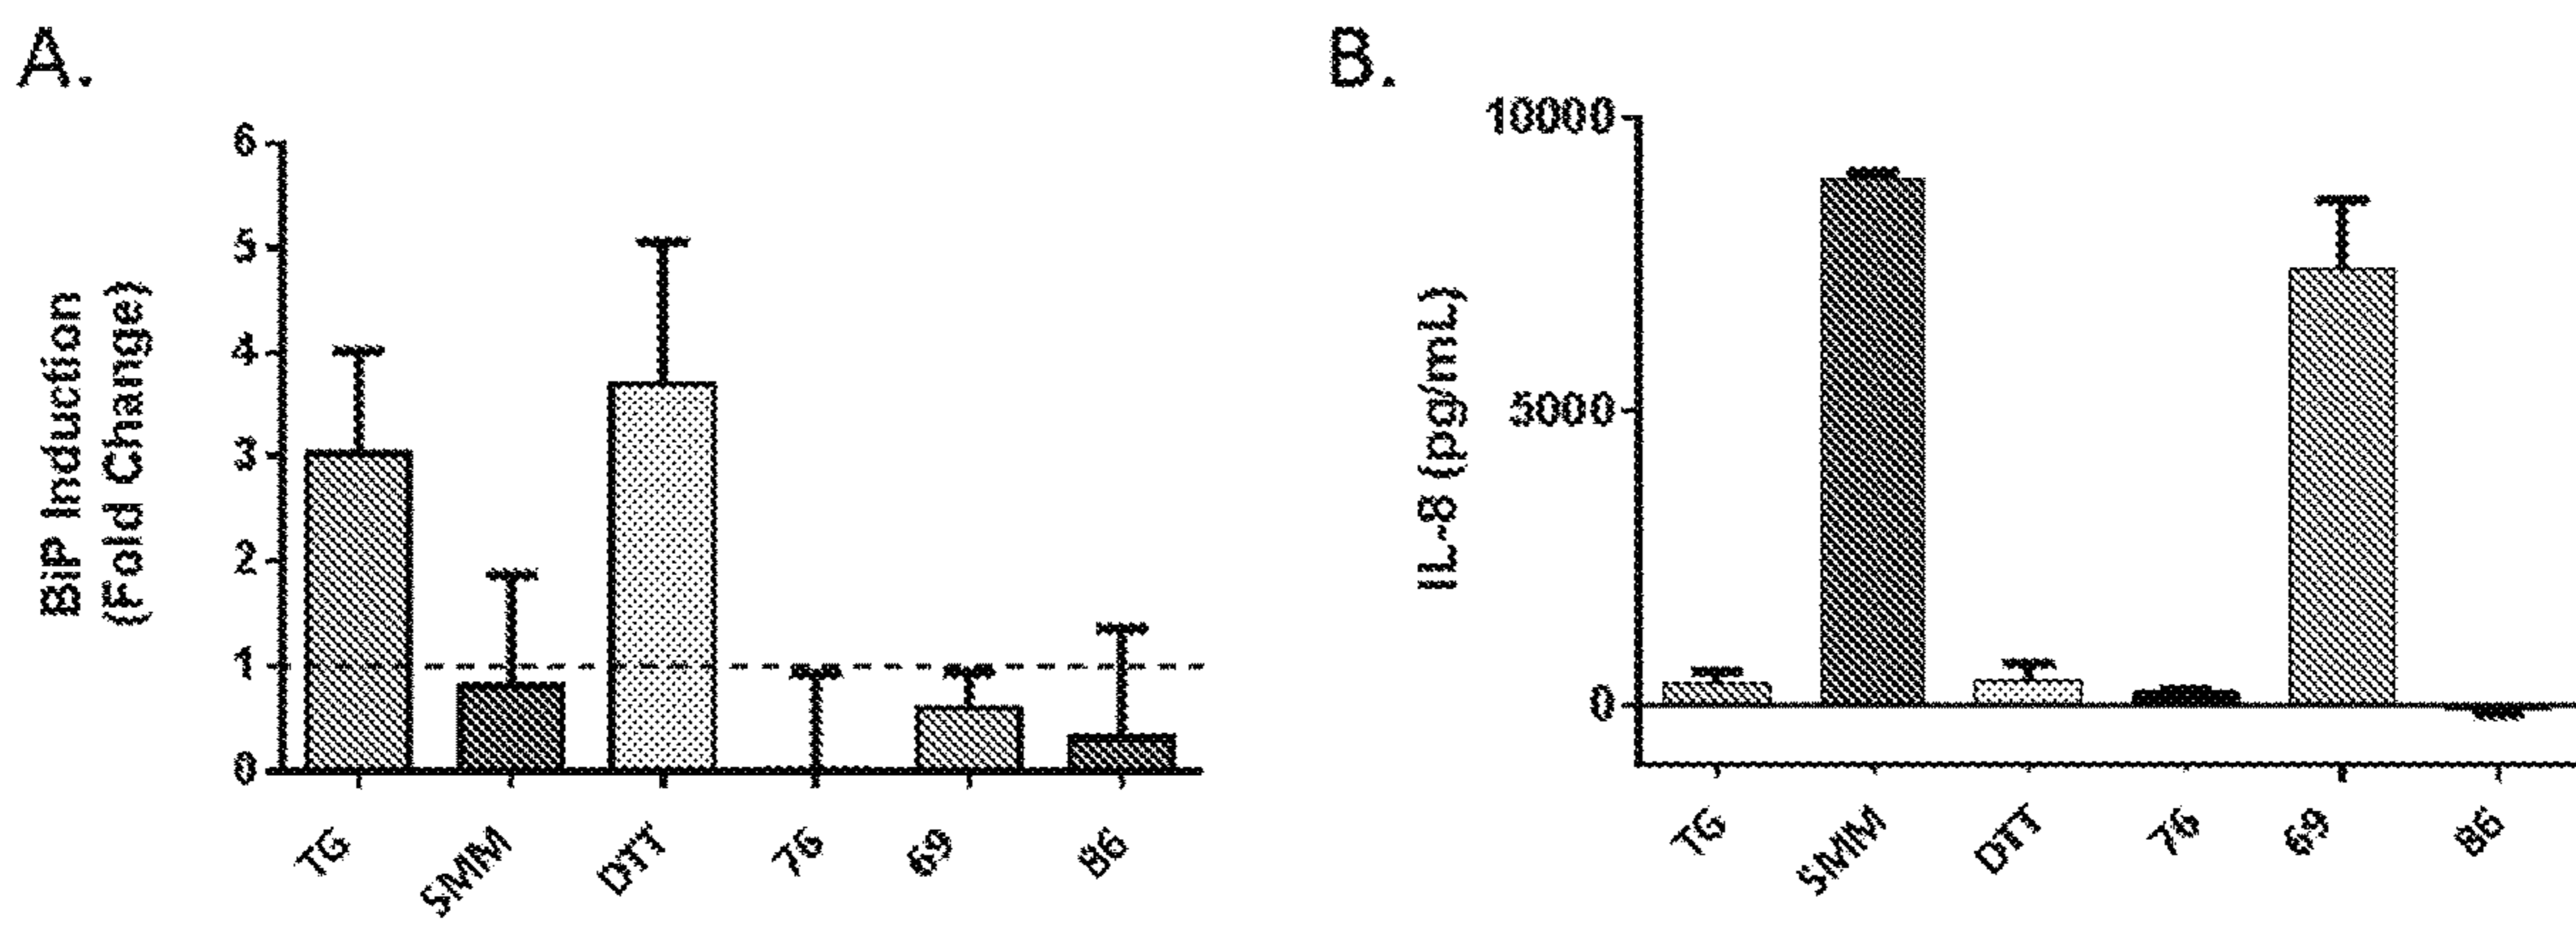 A.
BiP Induction
(Fold Change)
6
5
4
3
2
1
0
TG
SMM
DTT
76
69
86
B.
IL-8 (pg/mL)
10000
5000
0
TG
SMM
DTT
76
69
86